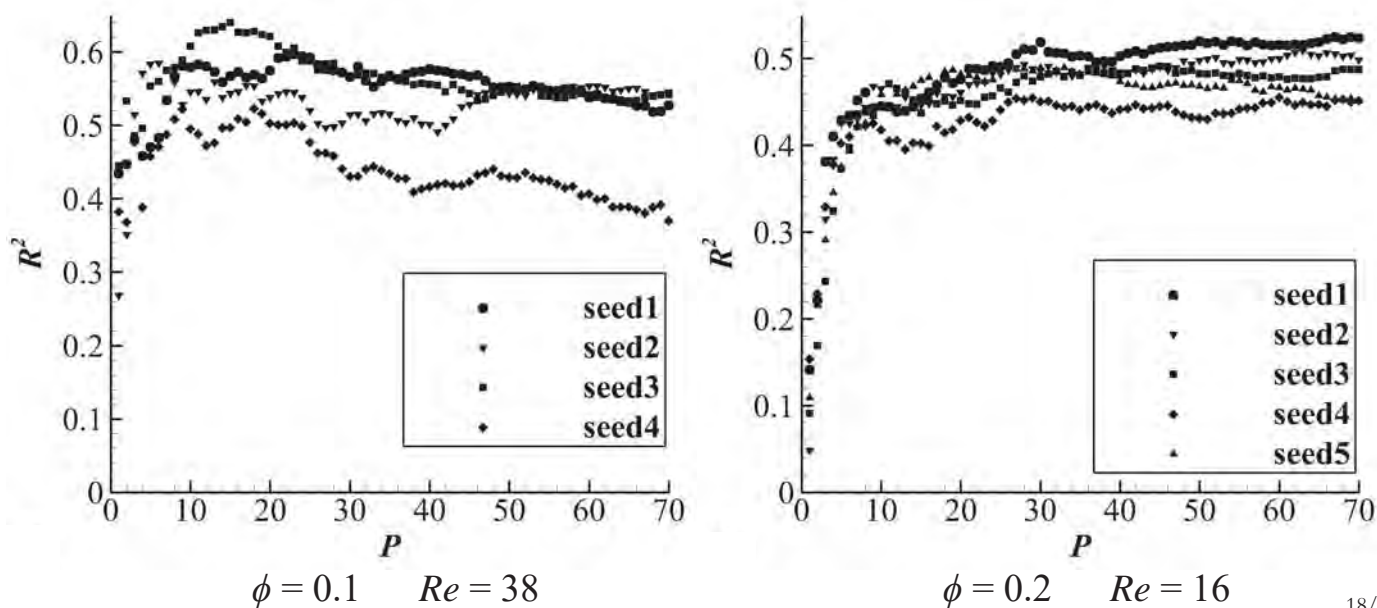 0.6
0.5
0.4
0.3
0.2
0.1
0
R²
0 10 20 30 40 50 60 70
P
seed1
seed2
seed3
seed4
ϕ = 0.1 Re = 38
0.5
0.4
0.3
0.2
0.1
0
R²
0 10 20 30 40 50 60 70
P
seed1
seed2
seed3
seed4
seed5
ϕ = 0.2 Re = 16
18/